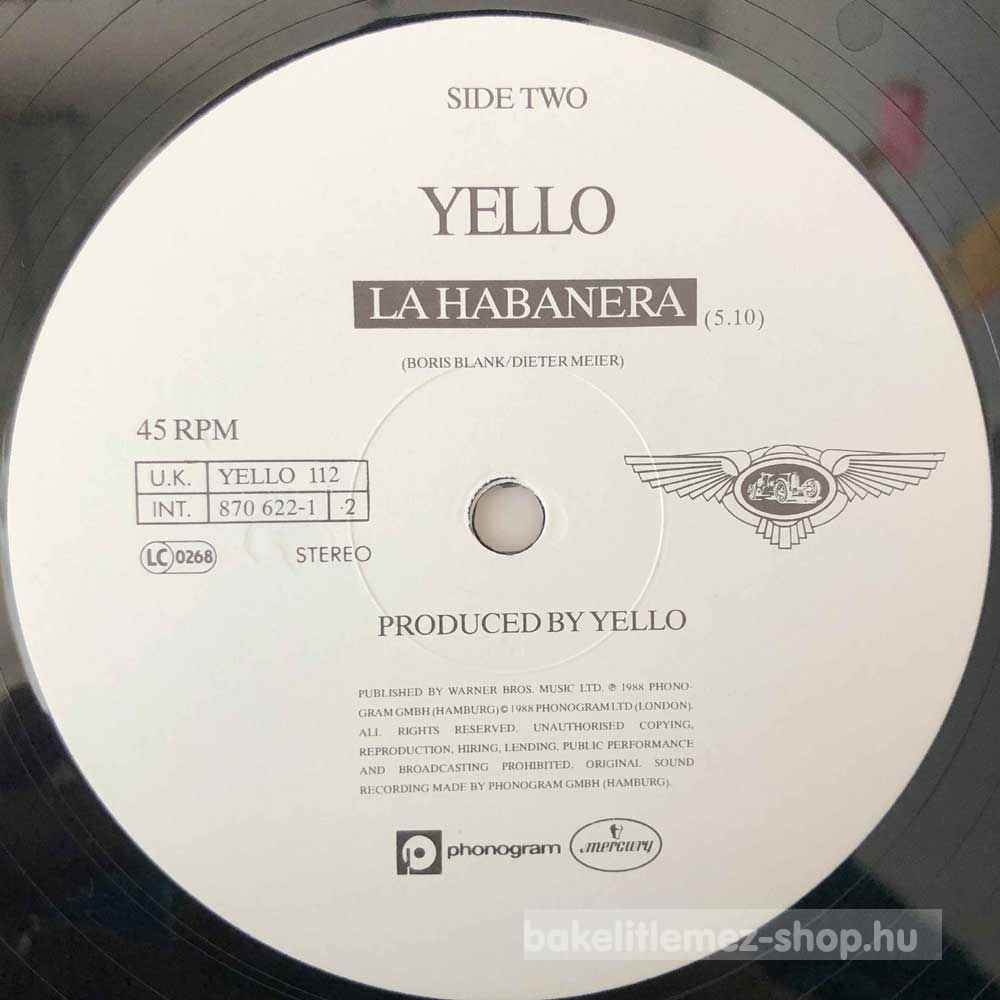 SIDE TWO
YELLO
LA HABANERA (5.10)
(BORIS BLANK/DIETER MEIER)
45 RPM
U.K. YELLO 112
INT. 870 622-1 ·2
LC 0268 STEREO
PRODUCED BY YELLO
PUBLISHED BY WARNER BROS. MUSIC LTD. ℗ 1988 PHONO-
GRAM GMBH (HAMBURG) © 1988 PHONOGRAM LTD (LONDON).
ALL RIGHTS RESERVED. UNAUTHORISED COPYING,
REPRODUCTION, HIRING, LENDING, PUBLIC PERFORMANCE
AND BROADCASTING PROHIBITED. ORIGINAL SOUND
RECORDING MADE BY PHONOGRAM GMBH (HAMBURG).
phonogram mercury
bakelitlemez-shop.hu